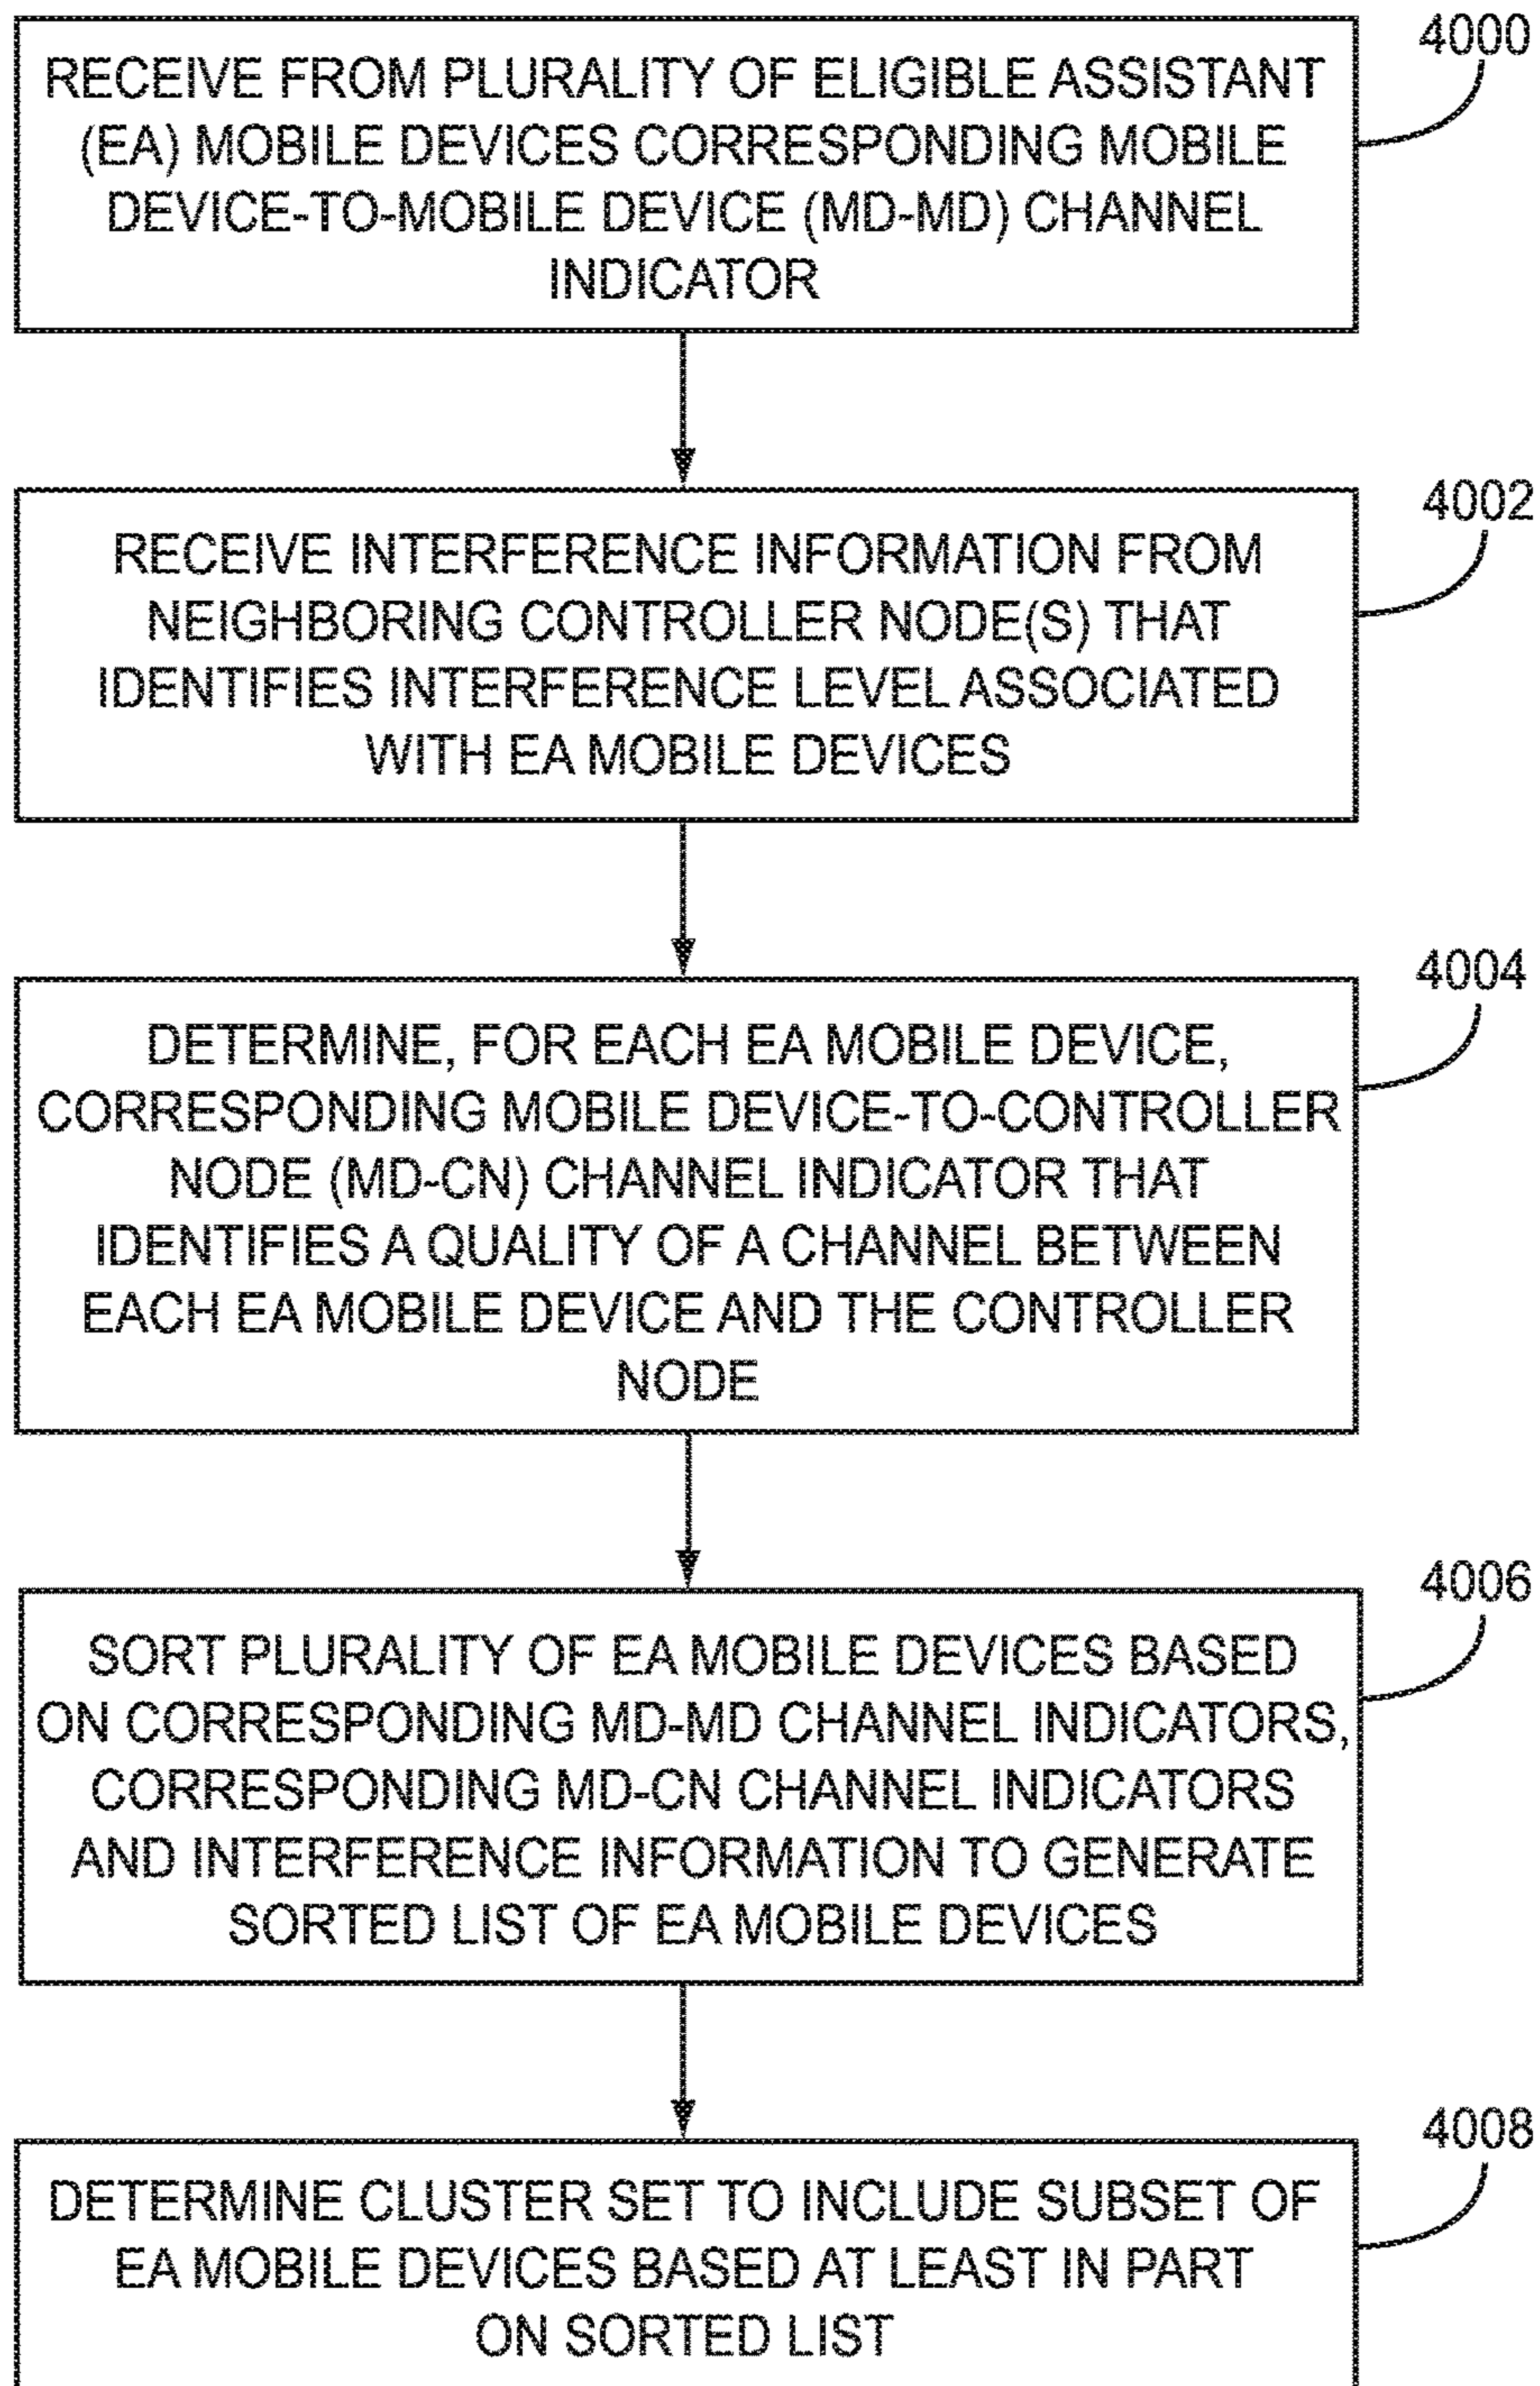 4000
RECEIVE FROM PLURALITY OF ELIGIBLE ASSISTANT
(EA) MOBILE DEVICES CORRESPONDING MOBILE
DEVICE-TO-MOBILE DEVICE (MD-MD) CHANNEL
INDICATOR
4002
RECEIVE INTERFERENCE INFORMATION FROM
NEIGHBORING CONTROLLER NODE(S) THAT
IDENTIFIES INTERFERENCE LEVEL ASSOCIATED
WITH EA MOBILE DEVICES
4004
DETERMINE, FOR EACH EA MOBILE DEVICE,
CORRESPONDING MOBILE DEVICE-TO-CONTROLLER
NODE (MD-CN) CHANNEL INDICATOR THAT
IDENTIFIES A QUALITY OF A CHANNEL BETWEEN
EACH EA MOBILE DEVICE AND THE CONTROLLER
NODE
4006
SORT PLURALITY OF EA MOBILE DEVICES BASED
ON CORRESPONDING MD-MD CHANNEL INDICATORS,
CORRESPONDING MD-CN CHANNEL INDICATORS
AND INTERFERENCE INFORMATION TO GENERATE
SORTED LIST OF EA MOBILE DEVICES
4008
DETERMINE CLUSTER SET TO INCLUDE SUBSET OF
EA MOBILE DEVICES BASED AT LEAST IN PART
ON SORTED LIST